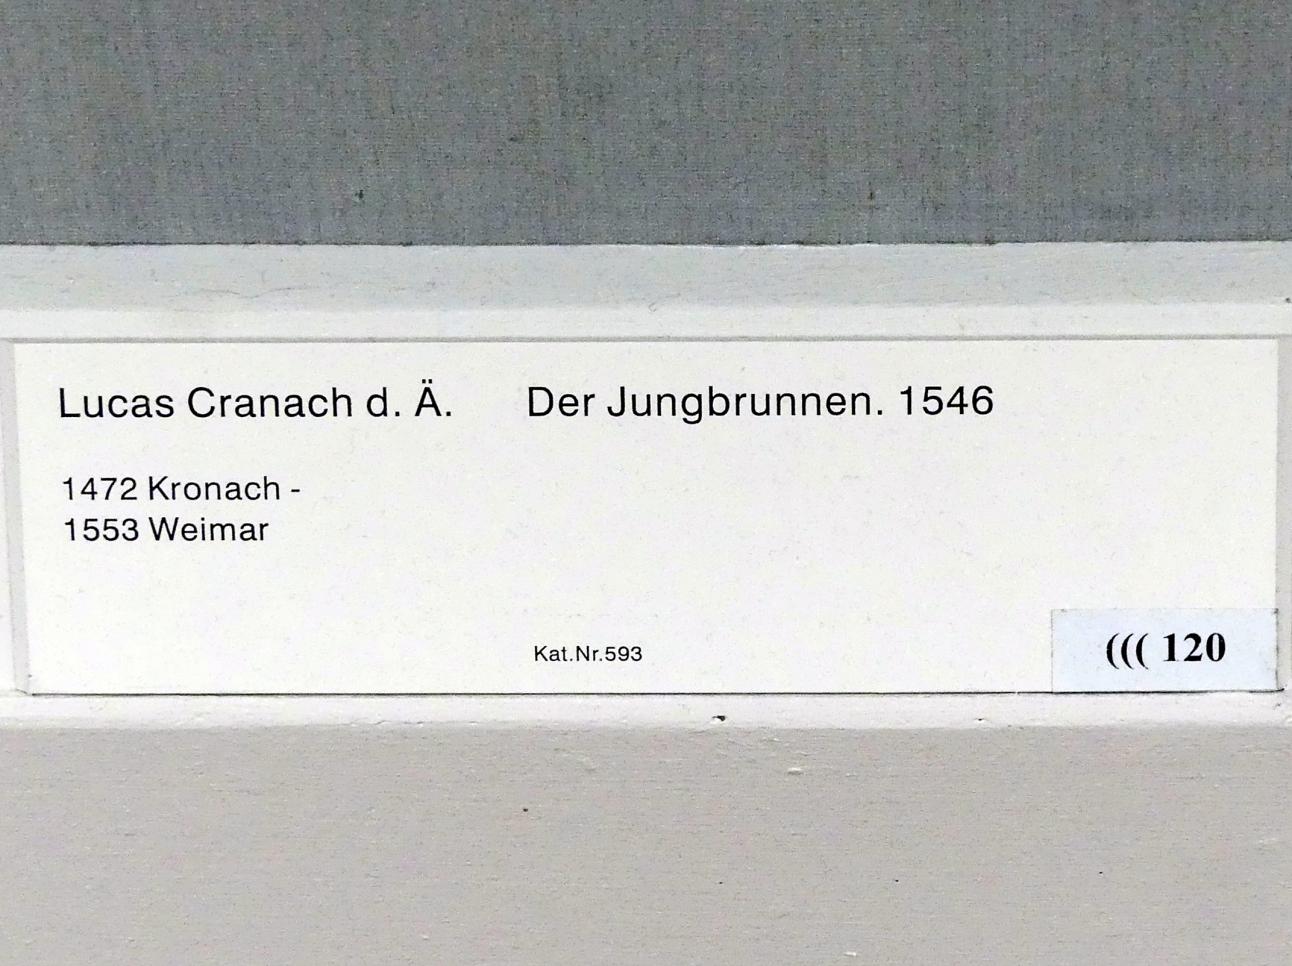 Lucas Cranach d. Ä. Der Jungbrunnen. 1546
1472 Kronach -
1553 Weimar
Kat.Nr.593
((( 120